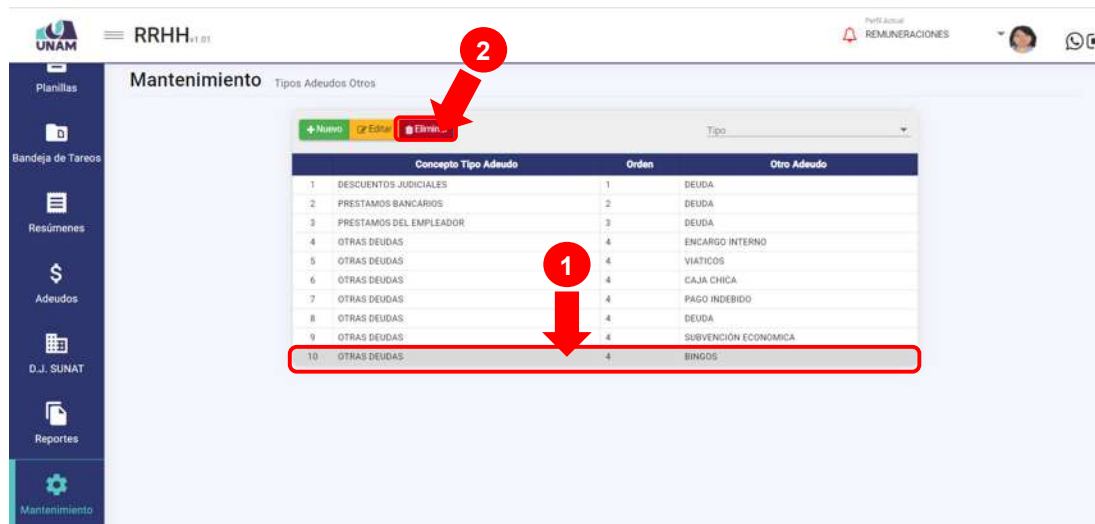 Perfil Actual
UNAM
RRHH v1.01
REMUNERACIONES
2
Planillas
Mantenimiento Tipos Adeudos Otros
Nuevo Editar Tipo
Bandeja de Tareos
Concepto Tipo Adeudo Orden Otro Adeudo
1 DESCUENTOS JUDICIALES 1 DEUDA
2 PRESTAMOS BANCARIOS 2 DEUDA
3 PRESTAMOS DEL EMPLEADOR 3 DEUDA
4 OTRAS DEUDAS 4 ENCARGO INTERNO
5 OTRAS DEUDAS 4 VIATICOS
6 OTRAS DEUDAS 4 CAJA CHICA
7 OTRAS DEUDAS 4 PAGO INDEBIDO
8 OTRAS DEUDAS 4 DEUDA
9 OTRAS DEUDAS 4 SUBVENCIÓN ECONOMICA
10 OTRAS DEUDAS 4 BINGOS
1
Resúmenes
$
Adeudos
D.J. SUNAT
Reportes
Mantenimiento